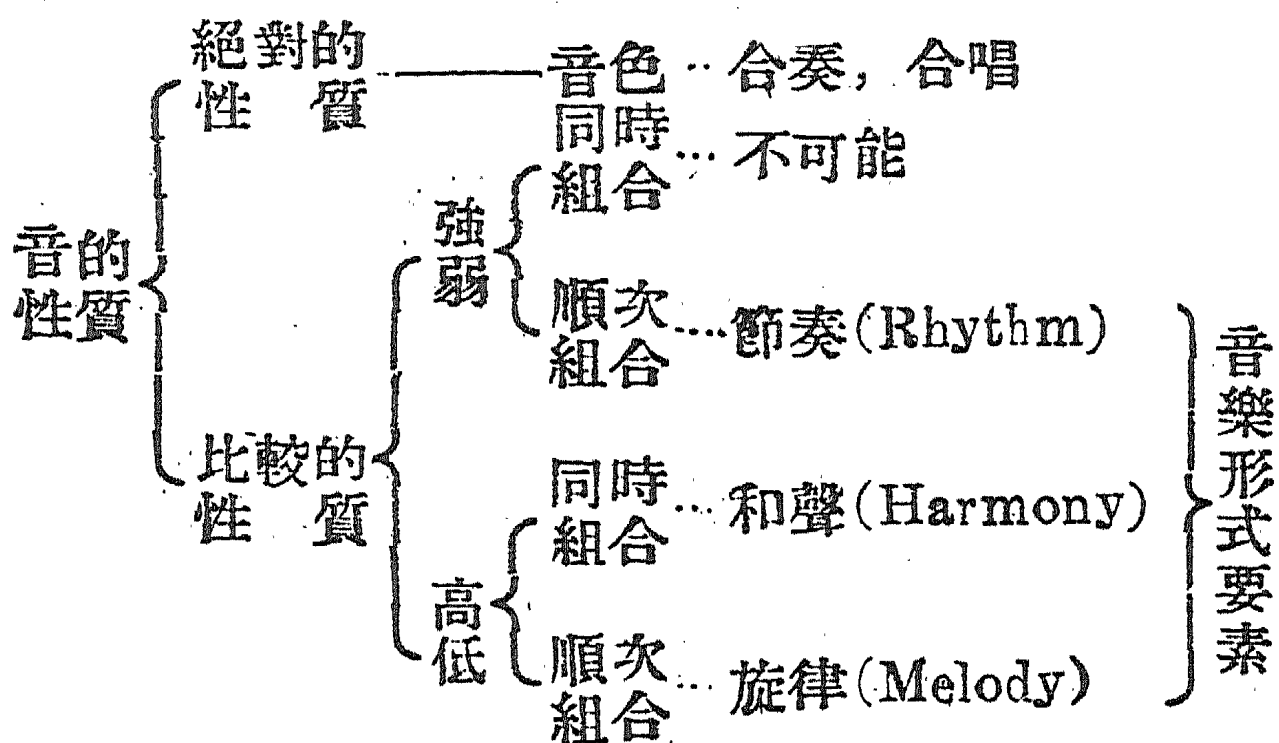 音的
性質
絕對的
性質
音色
合奏, 合唱
比較的
性質
強弱
同時
組合
不可能
順次
組合
節奏(Rhythm)
高低
同時
組合
和聲(Harmony)
順次
組合
旋律(Melody)
音樂形式要素